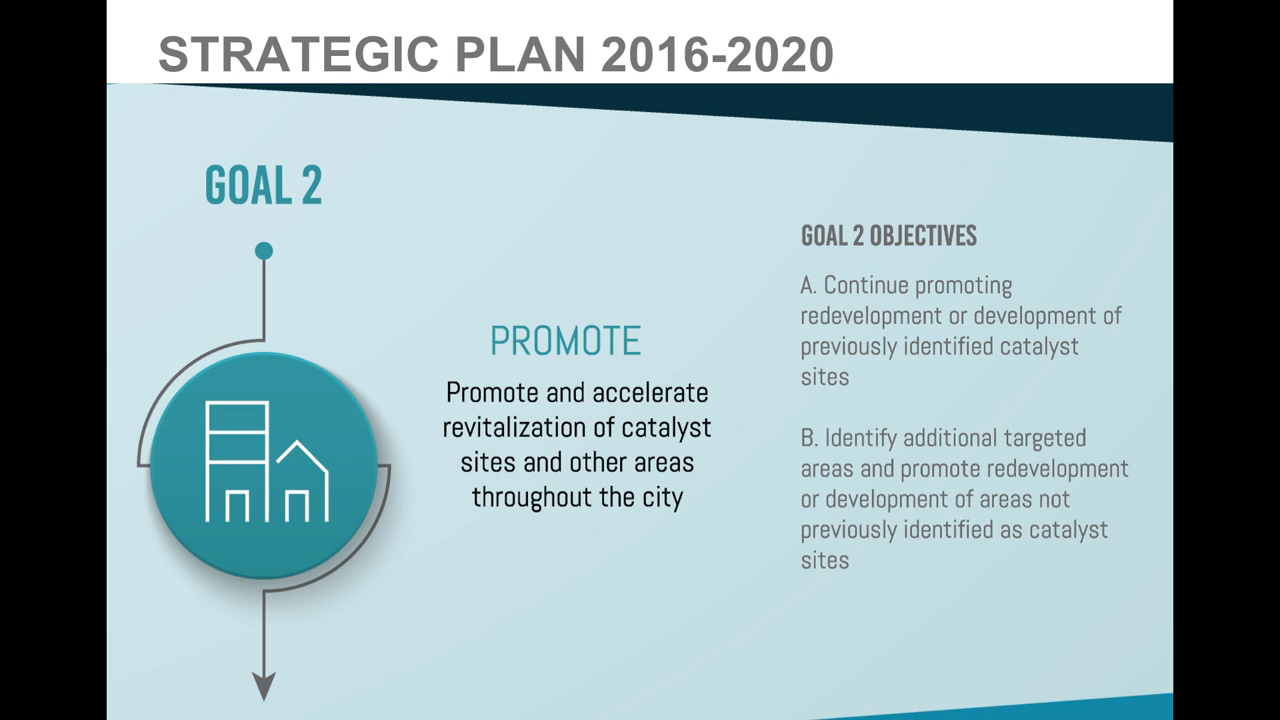 STRATEGIC PLAN 2016-2020
GOAL 2
PROMOTE
Promote and accelerate
revitalization of catalyst
sites and other areas
throughout the city
GOAL 2 OBJECTIVES
A. Continue promoting
redevelopment or development of
previously identified catalyst
sites
B. Identify additional targeted
areas and promote redevelopment
or development of areas not
previously identified as catalyst
sites